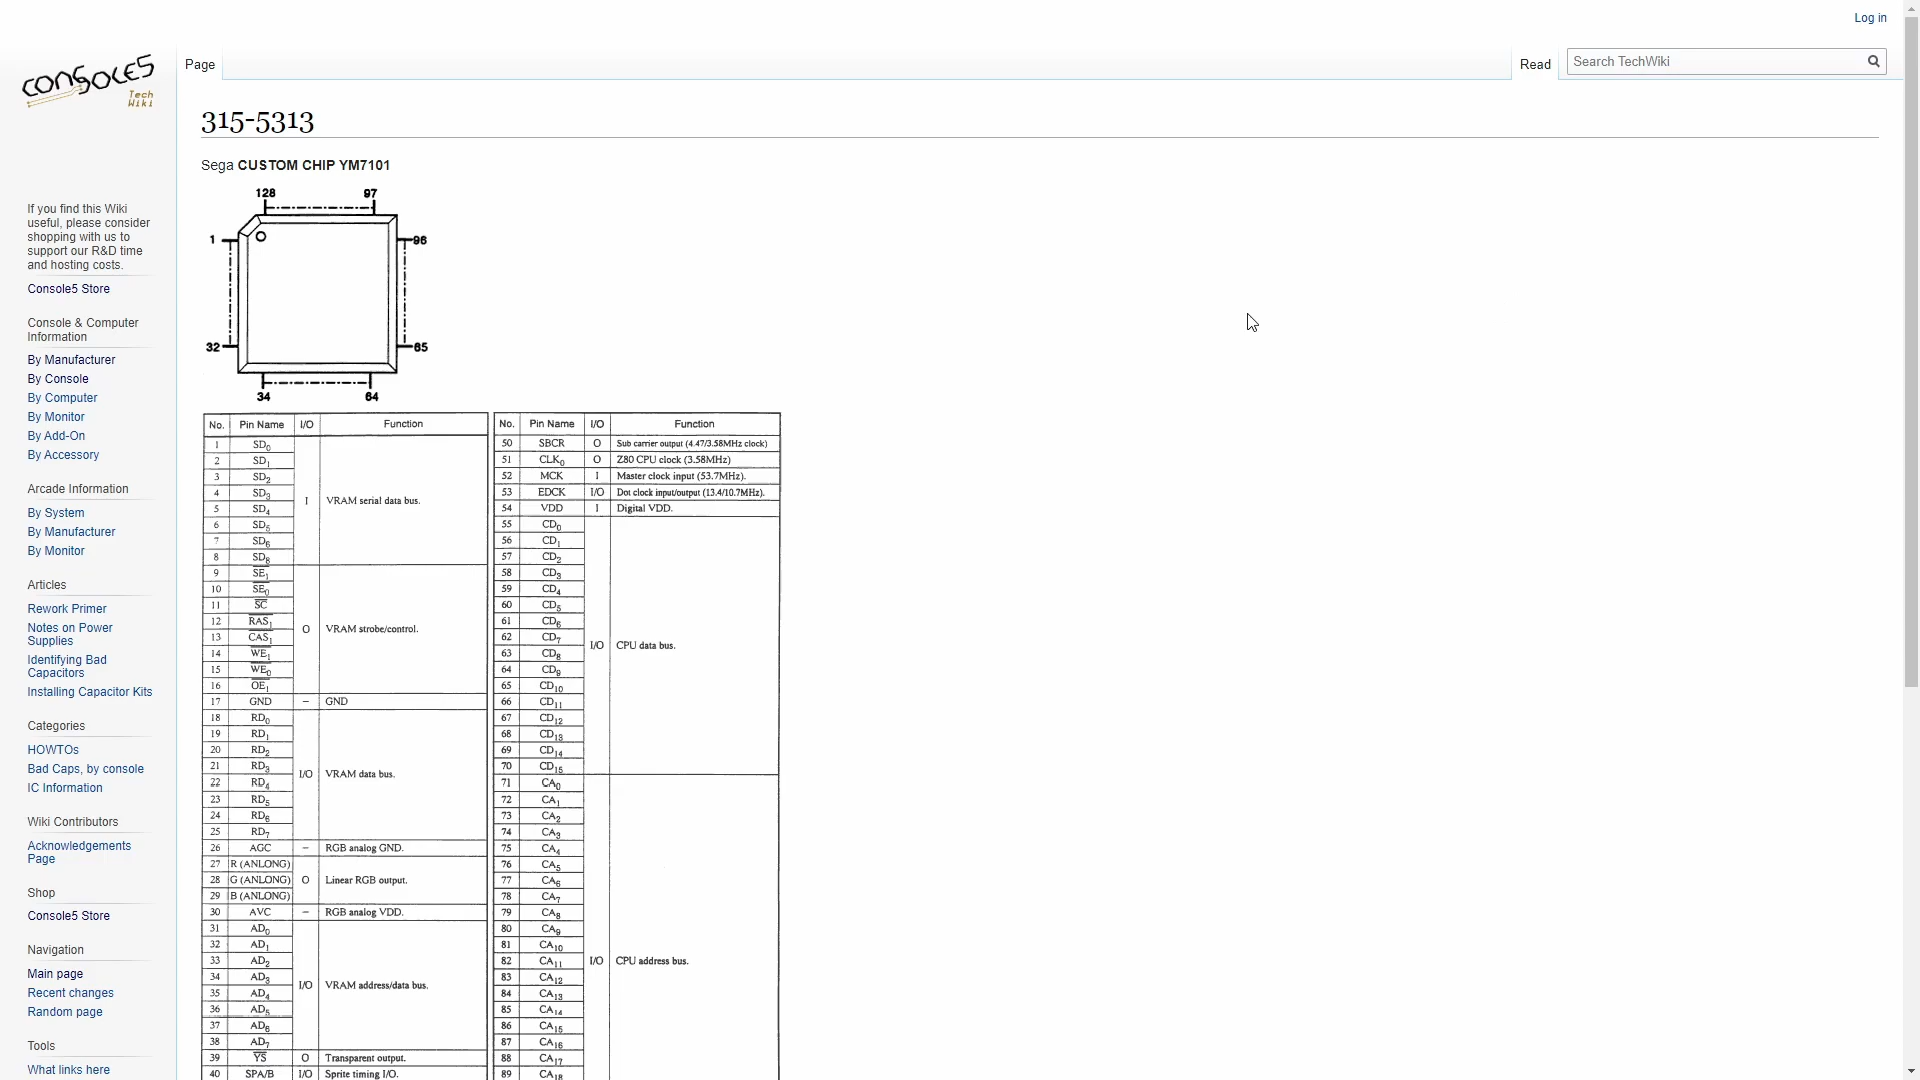 Log in
CONSOLE5
Tech
Wiki
Page
Read
Search TechWiki
315-5313
Sega CUSTOM CHIP YM7101
If you find this Wiki
useful, please consider
shopping with us to
support our R&D time
and hosting costs.
Console5 Store
Console & Computer
Information
By Manufacturer
By Console
By Computer
By Monitor
By Add-On
By Accessory
Arcade Information
By System
By Manufacturer
By Monitor
Articles
Rework Primer
Notes on Power
Supplies
Identifying Bad
Capacitors
Installing Capacitor Kits
Categories
HOWTOs
Bad Caps, by console
IC Information
Wiki Contributors
Acknowledgements
Page
Shop
Console5 Store
Navigation
Main page
Recent changes
Random page
Tools
What links here
128 97
1 96
32 65
34 64
No. Pin Name I/O Function
1 SD0
2 SD1
3 SD2
4 SD3
I VRAM serial data bus.
5 SD4
6 SD5
7 SD6
8 SD8
9 SE1
10 SE0
11 SC
12 RAS1
O VRAM strobe/control.
13 CAS1
14 WE1
15 WE0
16 OE1
17 GND – GND
18 RD0
19 RD1
20 RD2
21 RD3
I/O VRAM data bus.
22 RD4
23 RD5
24 RD6
25 RD7
26 AGC – RGB analog GND.
27 R (ANLONG)
28 G (ANLONG) O Linear RGB output.
29 B (ANLONG)
30 AVC – RGB analog VDD.
31 AD0
32 AD1
33 AD2
34 AD3
I/O VRAM address/data bus.
35 AD4
36 AD5
37 AD6
38 AD7
39 YS O Transparent output.
40 SPA/B I/O Sprite timing I/O.
No. Pin Name I/O Function
50 SBCR O Sub carrier output (4.47/3.58MHz clock)
51 CLK0 O Z80 CPU clock (3.58MHz)
52 MCK I Master clock input (53.7MHz).
53 EDCK I/O Dot clock input/output (13.4/10.7MHz).
54 VDD I Digital VDD.
55 CD0
56 CD1
57 CD2
58 CD3
59 CD4
60 CD5
61 CD6
62 CD7
I/O CPU data bus.
63 CD8
64 CD9
65 CD10
66 CD11
67 CD12
68 CD13
69 CD14
70 CD15
71 CA0
72 CA1
73 CA2
74 CA3
75 CA4
76 CA5
77 CA6
78 CA7
79 CA8
80 CA9
81 CA10
82 CA11 I/O CPU address bus.
83 CA12
84 CA13
85 CA14
86 CA15
87 CA16
88 CA17
89 CA18